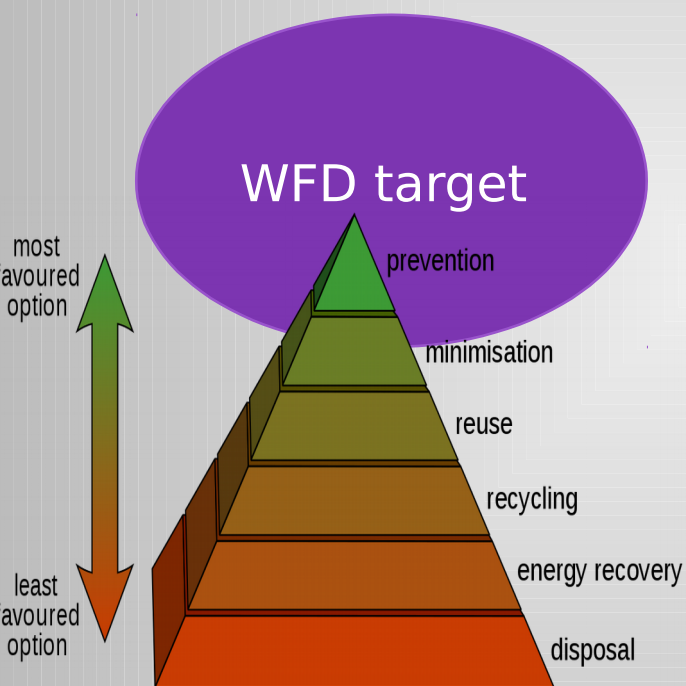 WFD target
prevention
most
favoured
option
minimisation
reuse
recycling
energy recovery
least
favoured
option
disposal